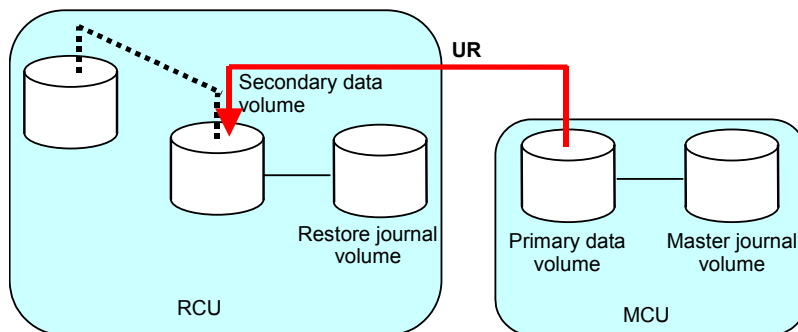 UR
Secondary data
volume
Restore journal
volume
Primary data
volume
Master journal
volume
RCU
MCU